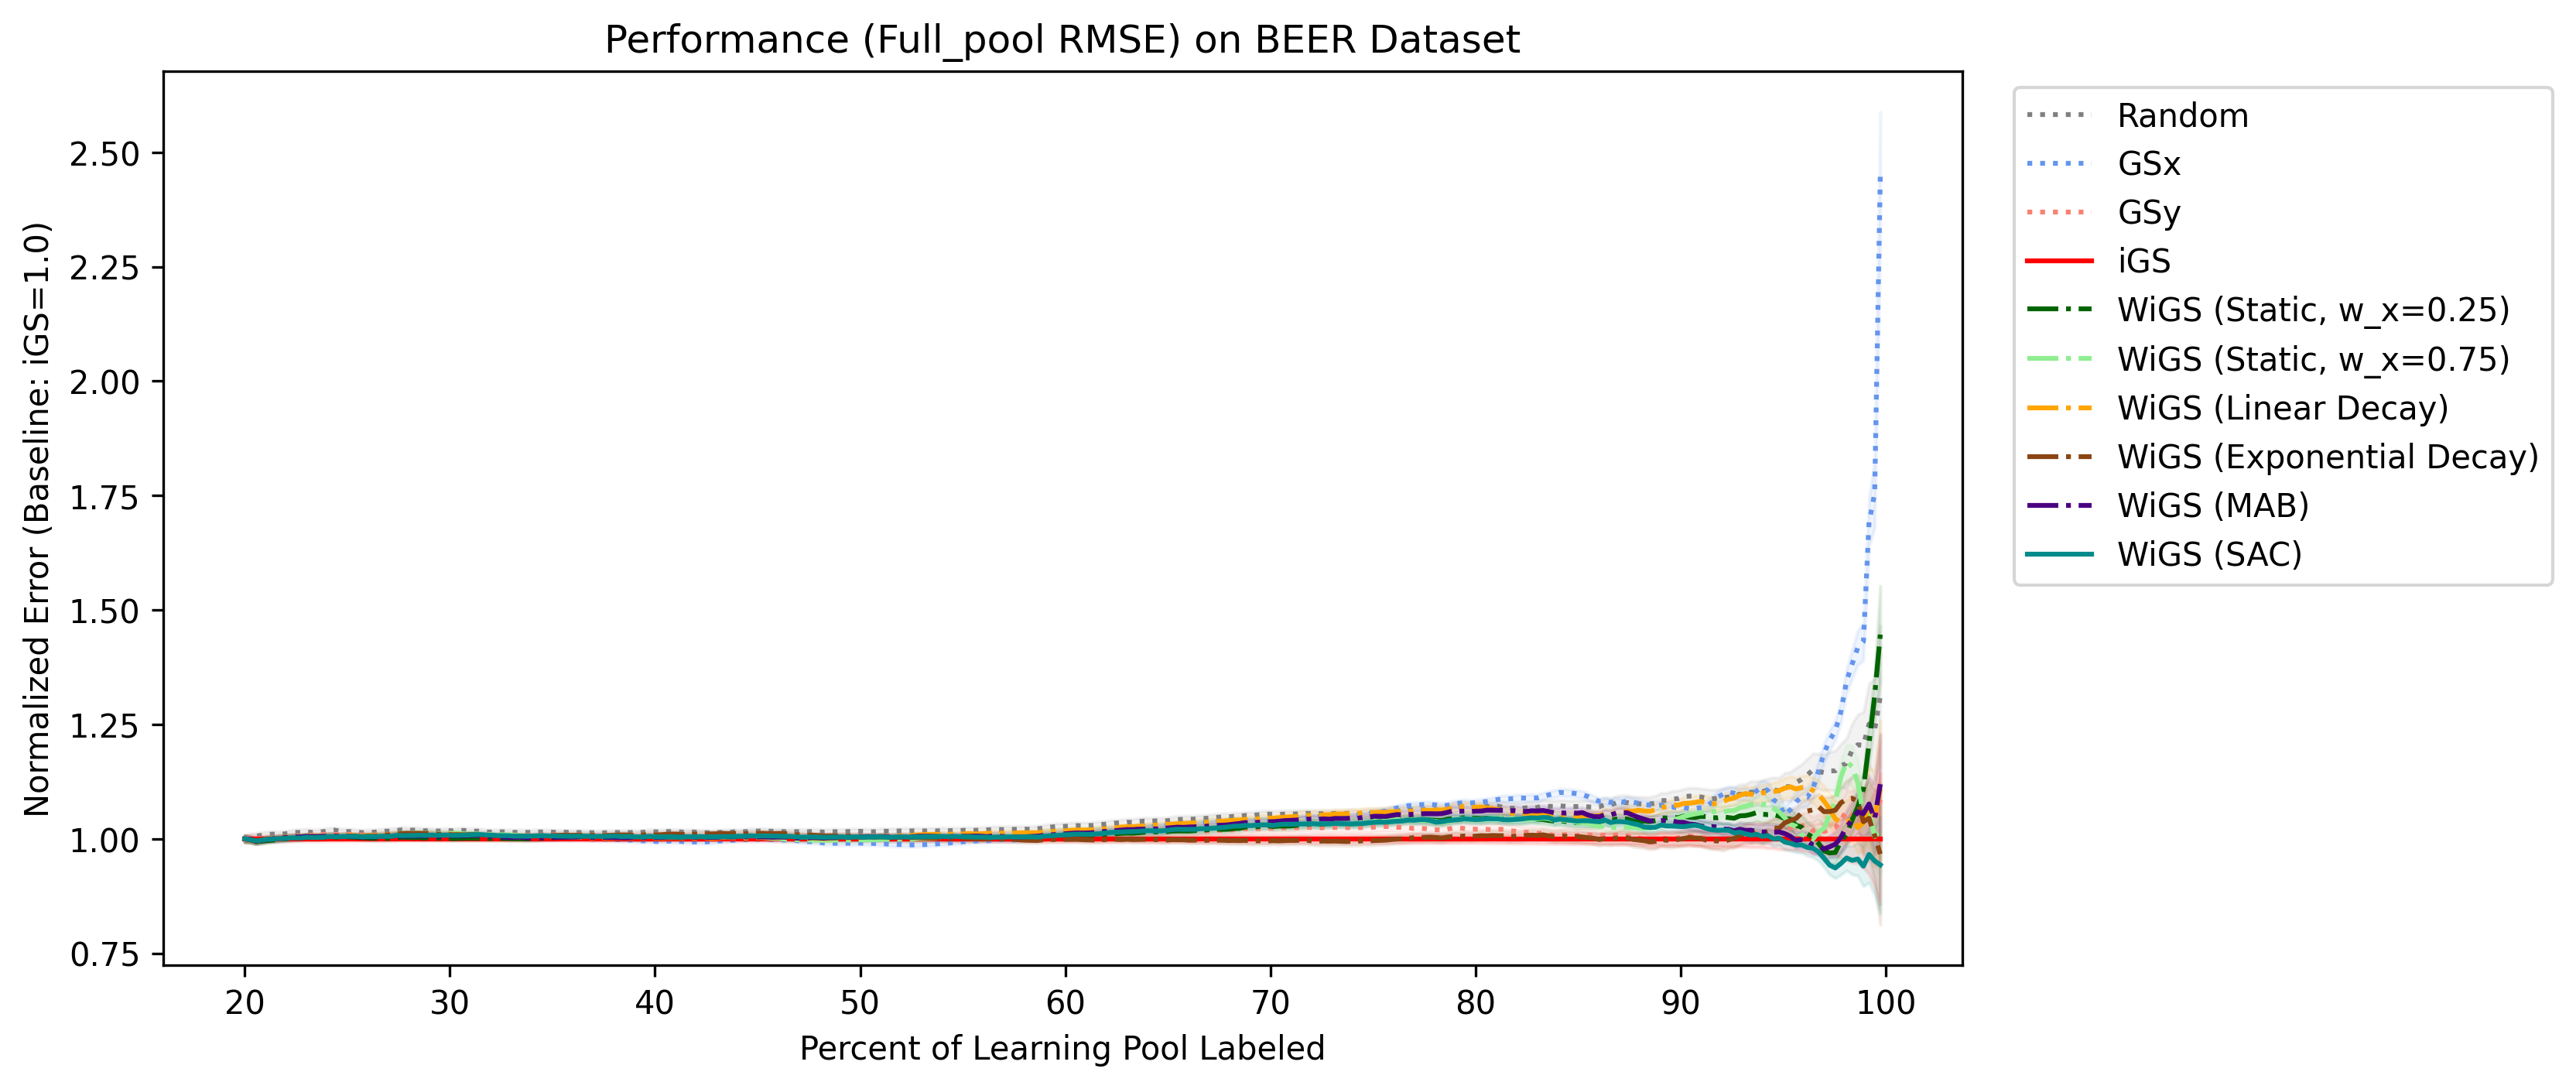 Performance (Full_pool RMSE) on BEER Dataset
Normalized Error (Baseline: iGS=1.0)
2.50
2.25
2.00
1.75
1.50
1.25
1.00
0.75
20 30 40 50 60 70 80 90 100
Percent of Learning Pool Labeled
Random
GSx
GSy
iGS
WiGS (Static, w_x=0.25)
WiGS (Static, w_x=0.75)
WiGS (Linear Decay)
WiGS (Exponential Decay)
WiGS (MAB)
WiGS (SAC)